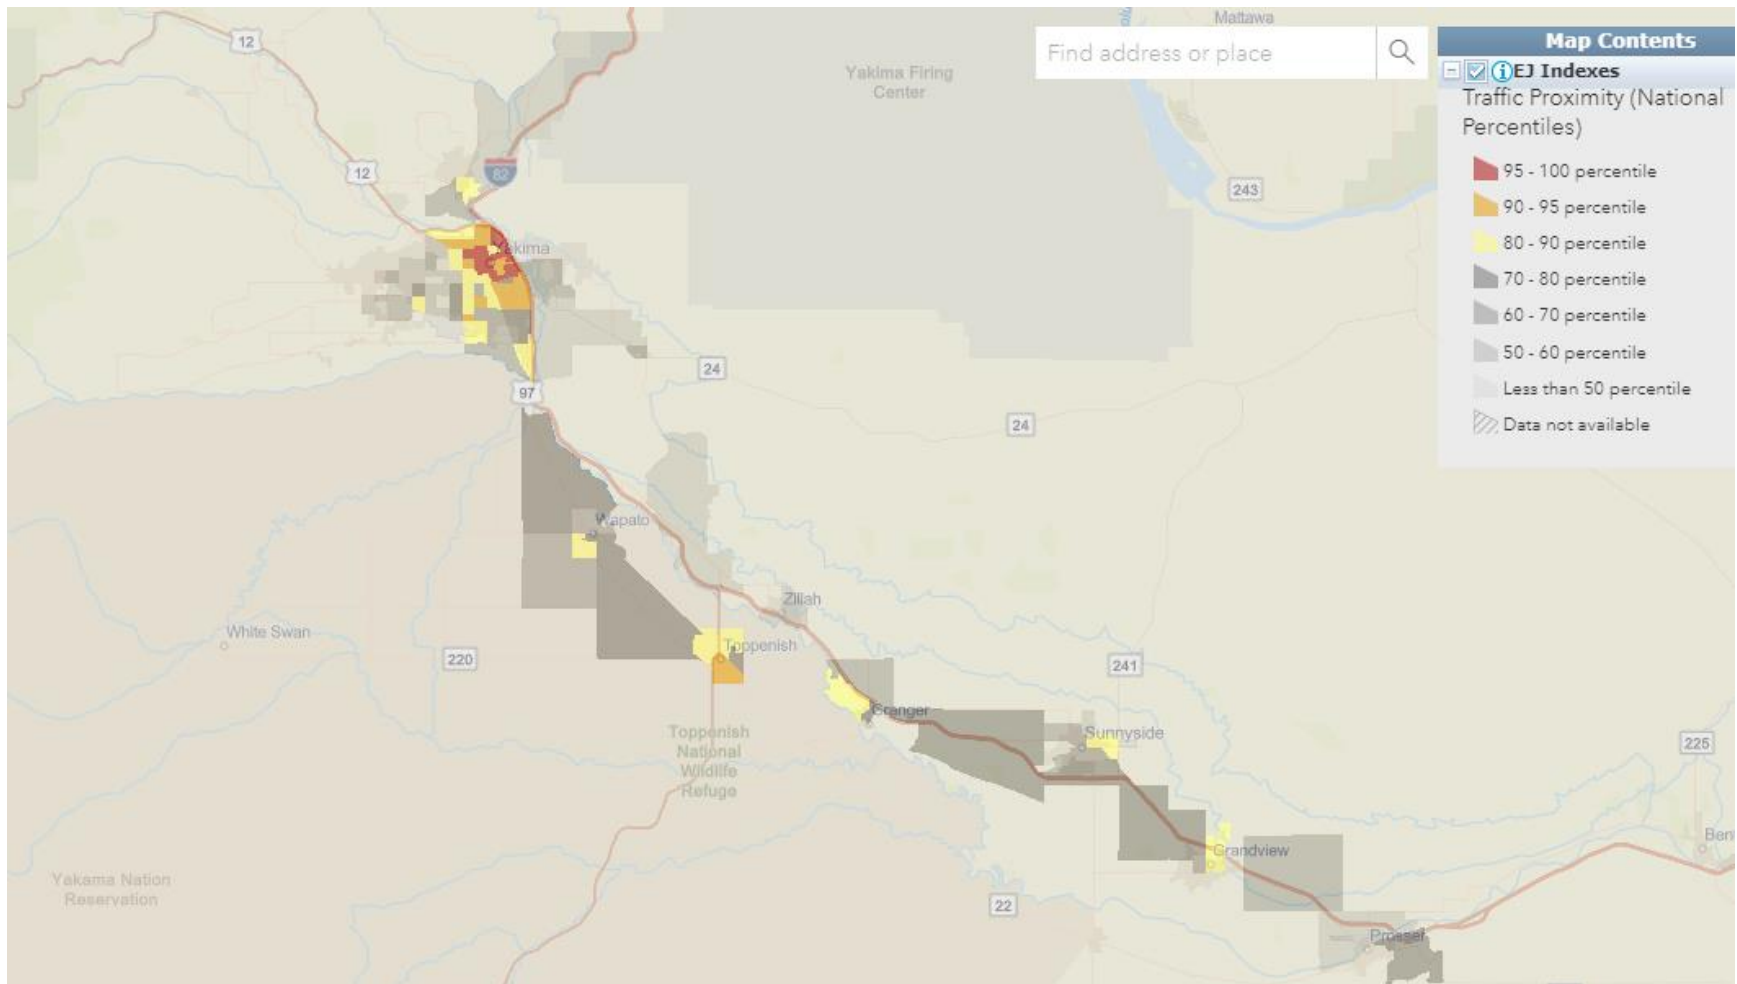 Mattawa
12
Find address or place
Map Contents
EJ Indexes
Traffic Proximity (National
Percentiles)
95 - 100 percentile
90 - 95 percentile
80 - 90 percentile
70 - 80 percentile
60 - 70 percentile
50 - 60 percentile
Less than 50 percentile
Data not available
Yakima Firing
Center
12
82
243
Yakima
24
97
24
Wapato
Zillah
White Swan
Toppenish
220
241
Granger
Toppenish
National
Wildlife
Refuge
Sunnyside
225
Ben
Grandview
Yakama Nation
Reservation
22
Prosser